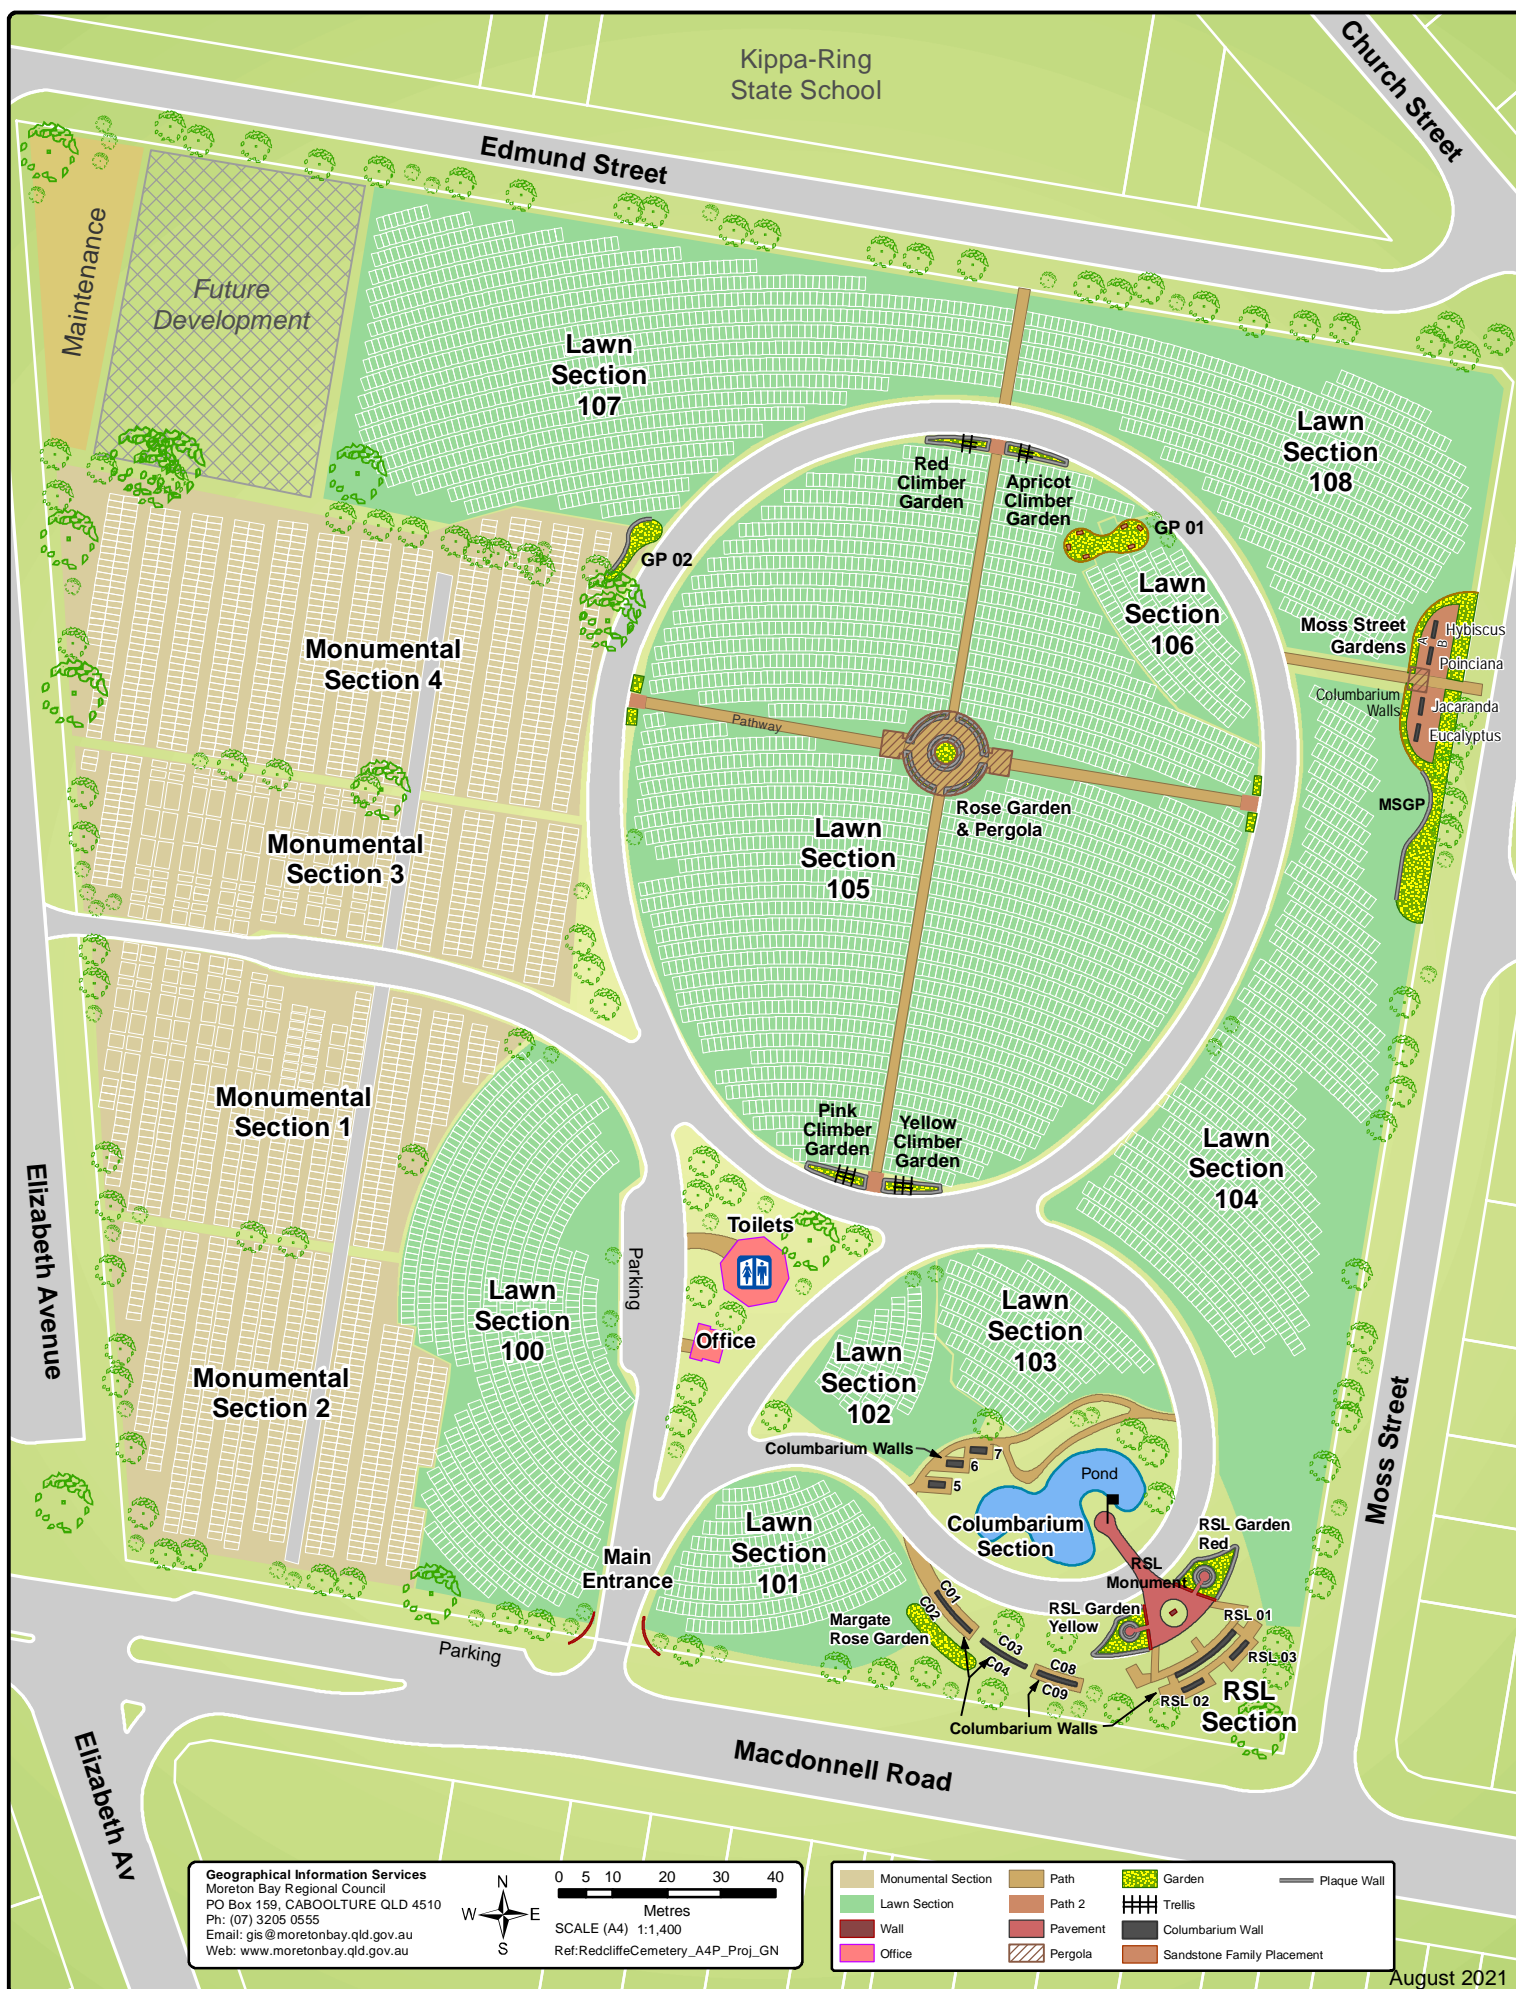 Kippa-Ring
State School
Church Street
Edmund Street
Maintenance
Future
Development
Lawn
Section
107
Lawn
Section
108
Red
Climber
Garden
Apricot
Climber
Garden
GP 01
GP 02
Lawn
Section
106
Moss Street
Gardens
A
B
Hybiscus
Poinciana
Columbarium
Walls
Jacaranda
Eucalyptus
MSGP
Monumental
Section 4
Pathway
Rose Garden
& Pergola
Lawn
Section
105
Monumental
Section 3
Monumental
Section 1
Pink
Climber
Garden
Yellow
Climber
Garden
Lawn
Section
104
Elizabeth Avenue
Toilets
Parking
Office
Lawn
Section
100
Lawn
Section
103
Lawn
Section
102
Monumental
Section 2
Moss Street
Columbarium Walls
7
6
5
Pond
Columbarium
Section
RSL Garden
Red
RSL
Monument
RSL Garden
Yellow
Lawn
Section
101
Main
Entrance
Margate
Rose Garden
C01
C02
C03
C04
C08
C09
RSL 01
RSL 03
RSL 02
RSL
Section
Columbarium Walls
Parking
Macdonnell Road
Elizabeth Av
Geographical Information Services
Moreton Bay Regional Council
PO Box 159, CABOOLTURE QLD 4510
Ph: (07) 3205 0555
Email: gis@moretonbay.qld.gov.au
Web: www.moretonbay.qld.gov.au
N
W E
S
0 5 10 20 30 40
Metres
SCALE (A4) 1:1,400
Ref:RedcliffeCemetery_A4P_Proj_GN
Monumental Section
Lawn Section
Wall
Office
Path
Path 2
Pavement
Pergola
Garden
Trellis
Columbarium Wall
Sandstone Family Placement
Plaque Wall
August 2021